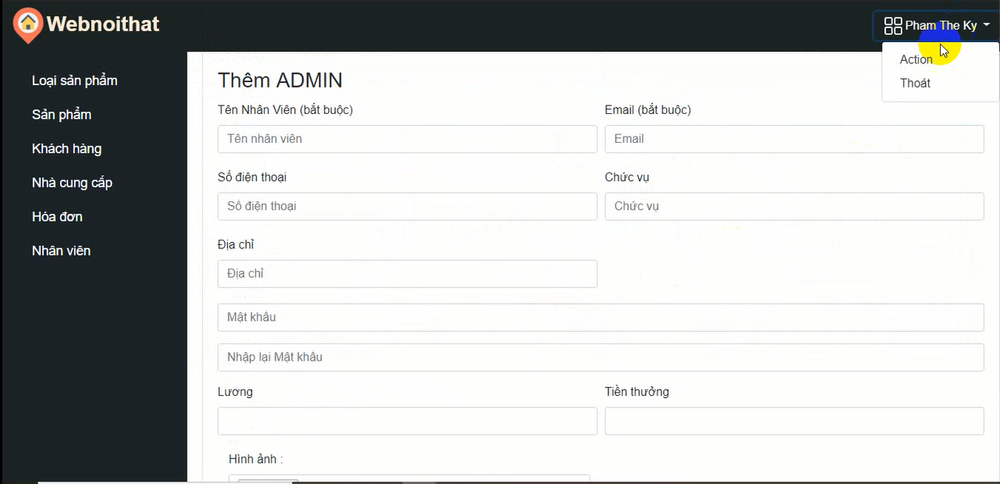 Webnoithat
Pham The Ky
Action
Thoát
Loại sản phẩm
Sản phẩm
Khách hàng
Nhà cung cấp
Hóa đơn
Nhân viên
Thêm ADMIN
Tên Nhân Viên (bắt buộc)
Email (bắt buộc)
Tên nhân viên
Email
Số điện thoại
Chức vụ
Số điện thoại
Chức vụ
Địa chỉ
Địa chỉ
Mật khẩu
Nhập lại Mật khẩu
Lương
Tiền thưởng
Hình ảnh :